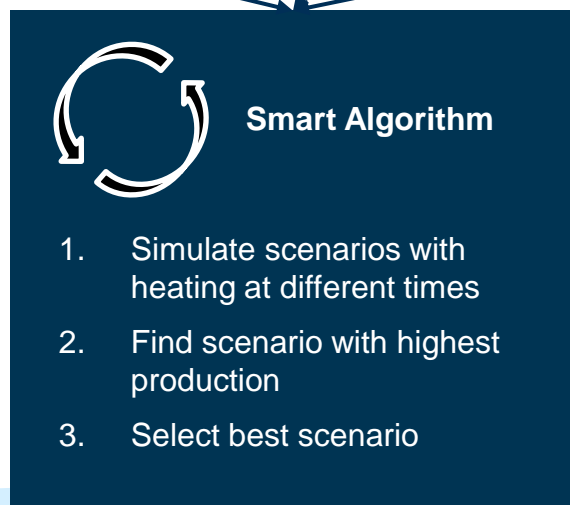 Smart Algorithm
1. Simulate scenarios with
heating at different times
2. Find scenario with highest
production
3. Select best scenario